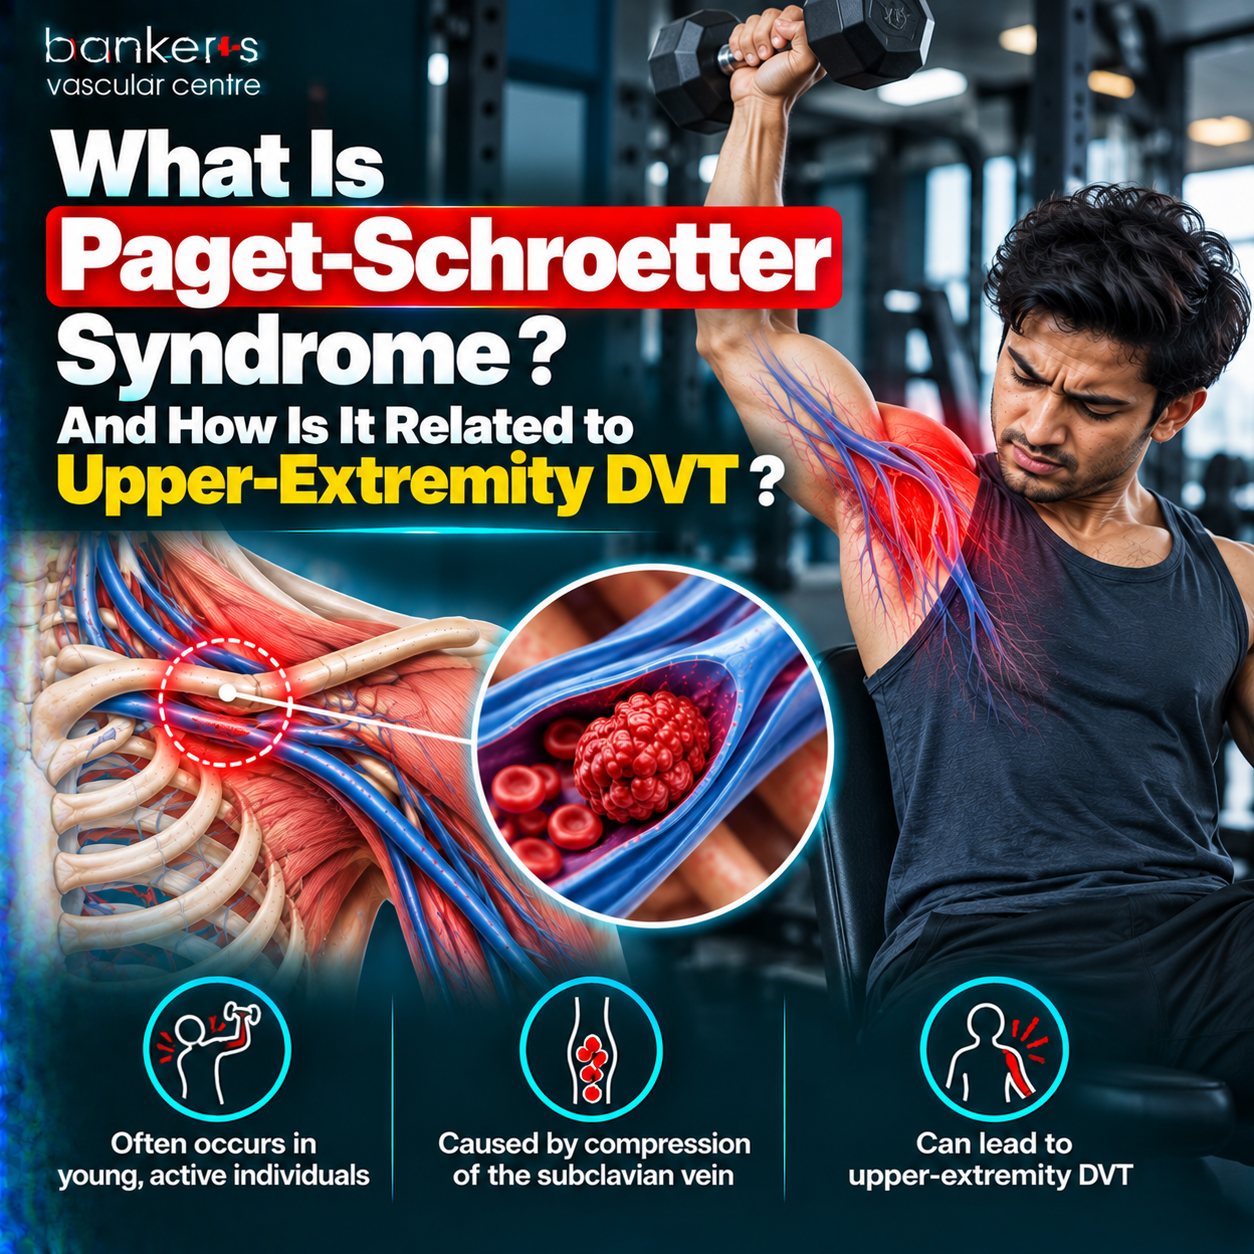 bankers
vascular centre
What Is
Paget-Schroetter
Syndrome?
And How Is It Related to
Upper-Extremity DVT?
Often occurs in
young, active individuals
Caused by compression
of the subclavian vein
Can lead to
upper-extremity DVT